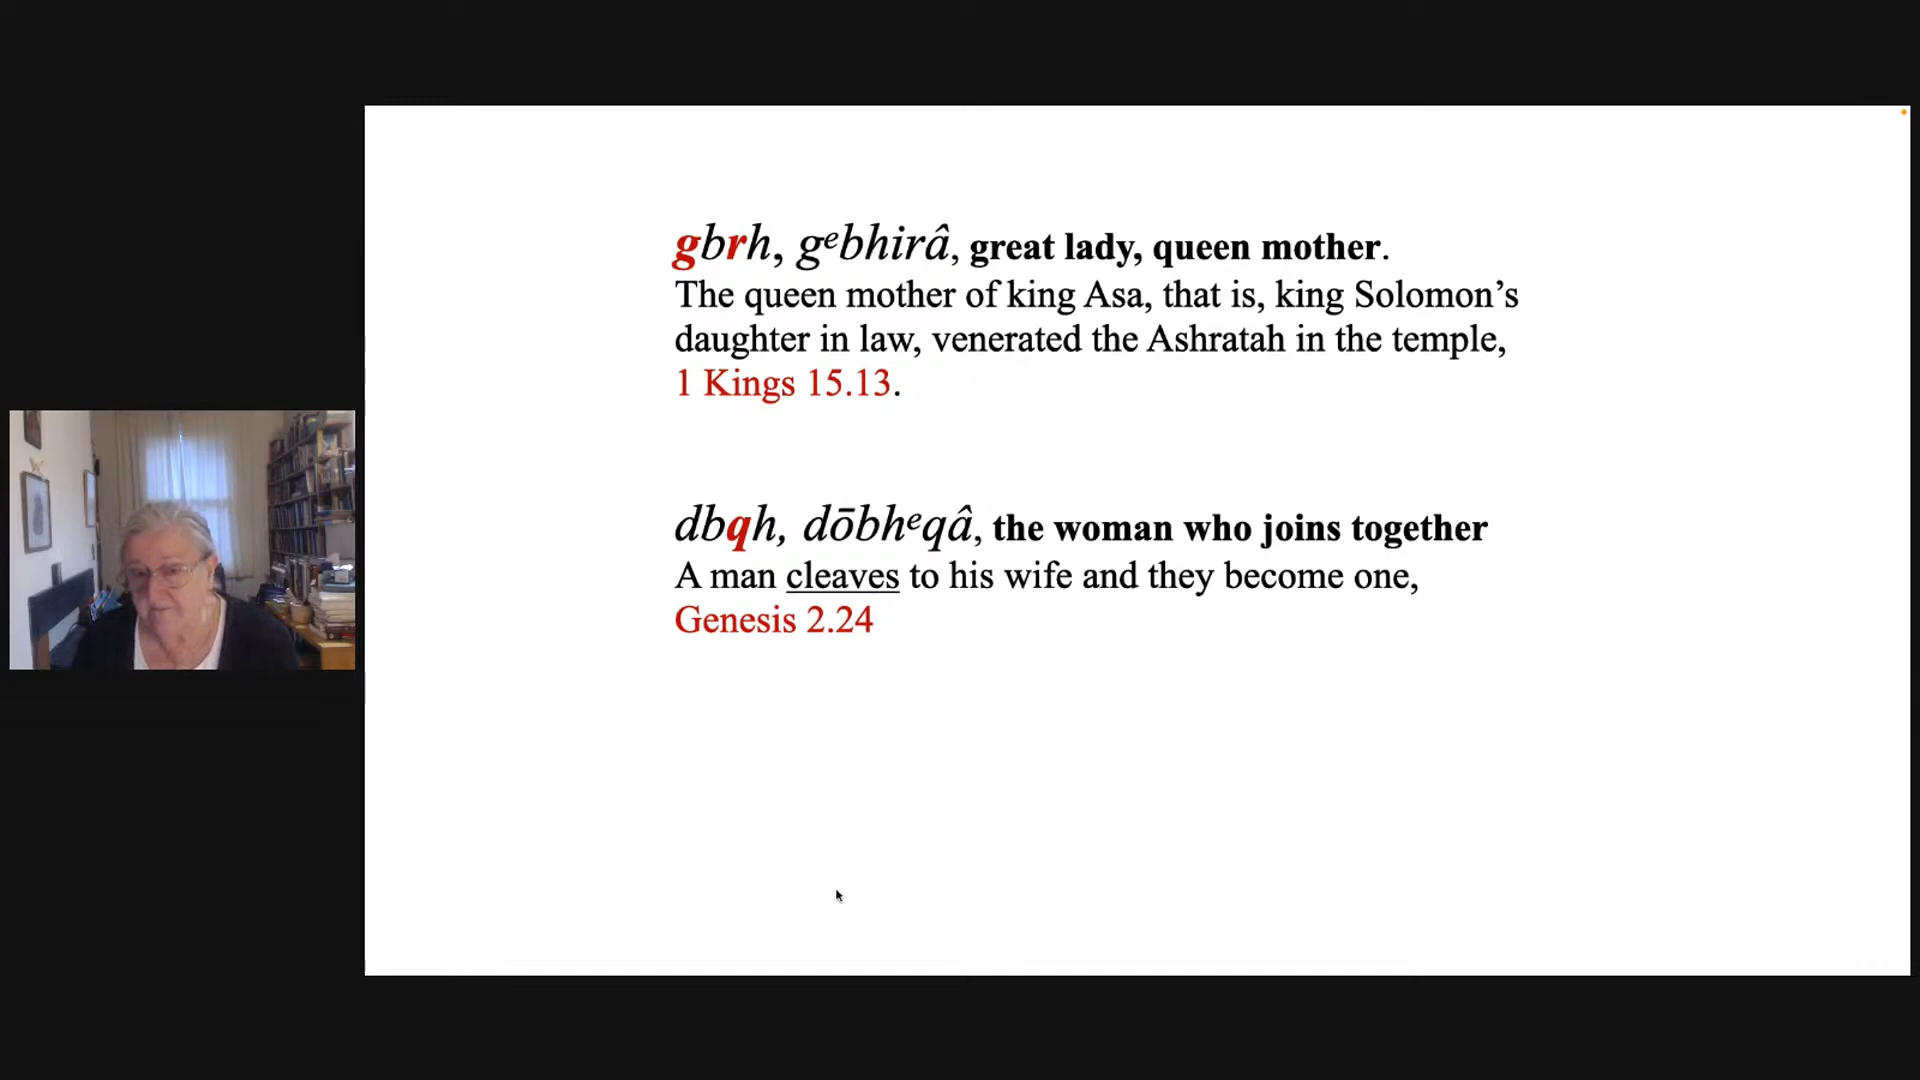 gbrh, gᵉbhirâ, great lady, queen mother.
The queen mother of king Asa, that is, king Solomon’s
daughter in law, venerated the Ashratah in the temple,
1 Kings 15.13.
dbqh, dōbhᵉqâ, the woman who joins together
A man cleaves to his wife and they become one,
Genesis 2.24